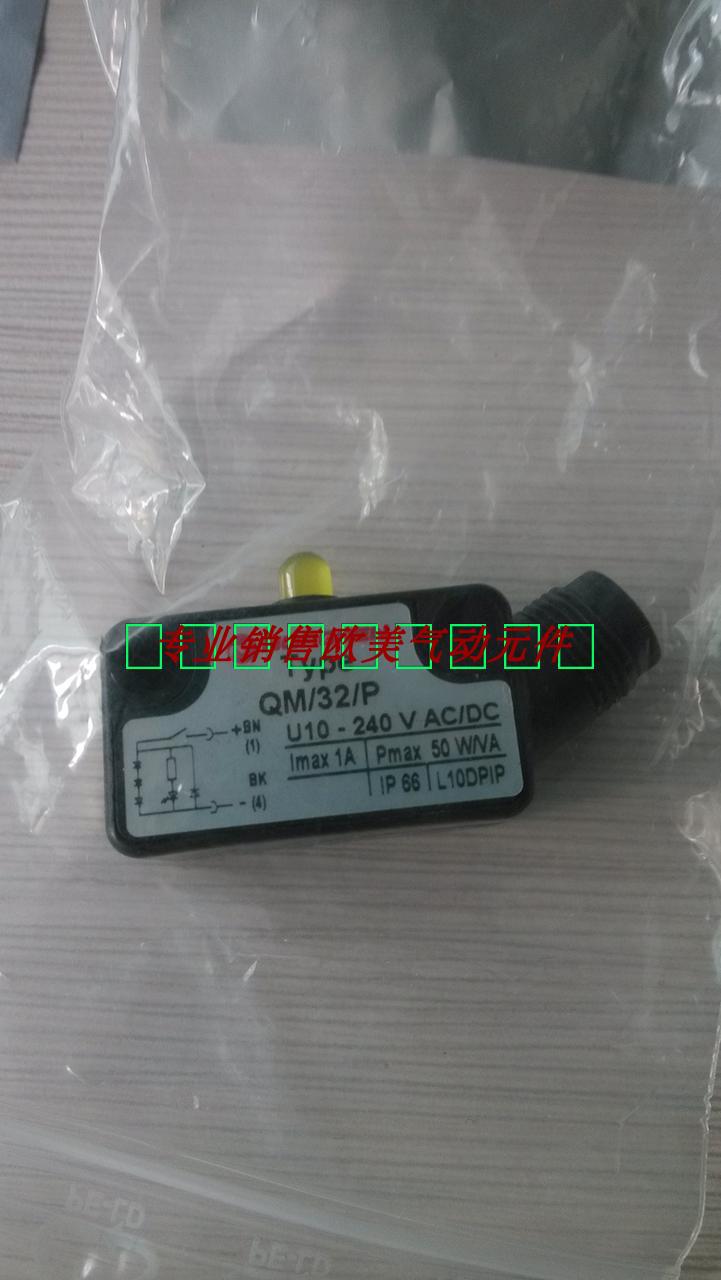 专业销售欧美气动元件
Type
QM/32/P
U10 - 240 V AC/DC
Imax 1A Pmax 50 W/VA
IP 66 L10DPIP
+BN
(1)
BK
- (4)
PE-LD
PE-LD